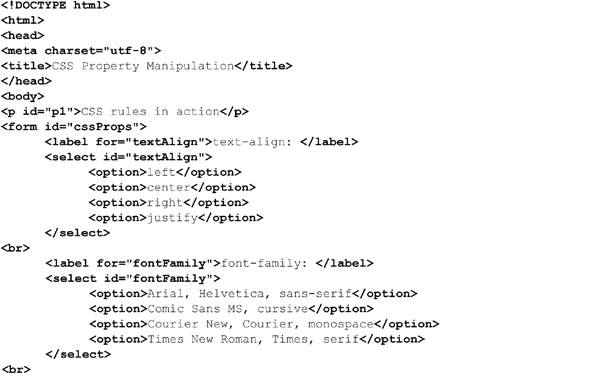 <!DOCTYPE html>
<html>
<head>
<meta charset="utf-8">
<title>CSS Property Manipulation</title>
</head>
<body>
<p id="p1">CSS rules in action</p>
<form id="cssProps">
<label for="textAlign">text-align: </label>
<select id="textAlign">
<option>left</option>
<option>center</option>
<option>right</option>
<option>justify</option>
</select>
<br>
<label for="fontFamily">font-family: </label>
<select id="fontFamily">
<option>Arial, Helvetica, sans-serif</option>
<option>Comic Sans MS, cursive</option>
<option>Courier New, Courier, monospace</option>
<option>Times New Roman, Times, serif</option>
</select>
<br>